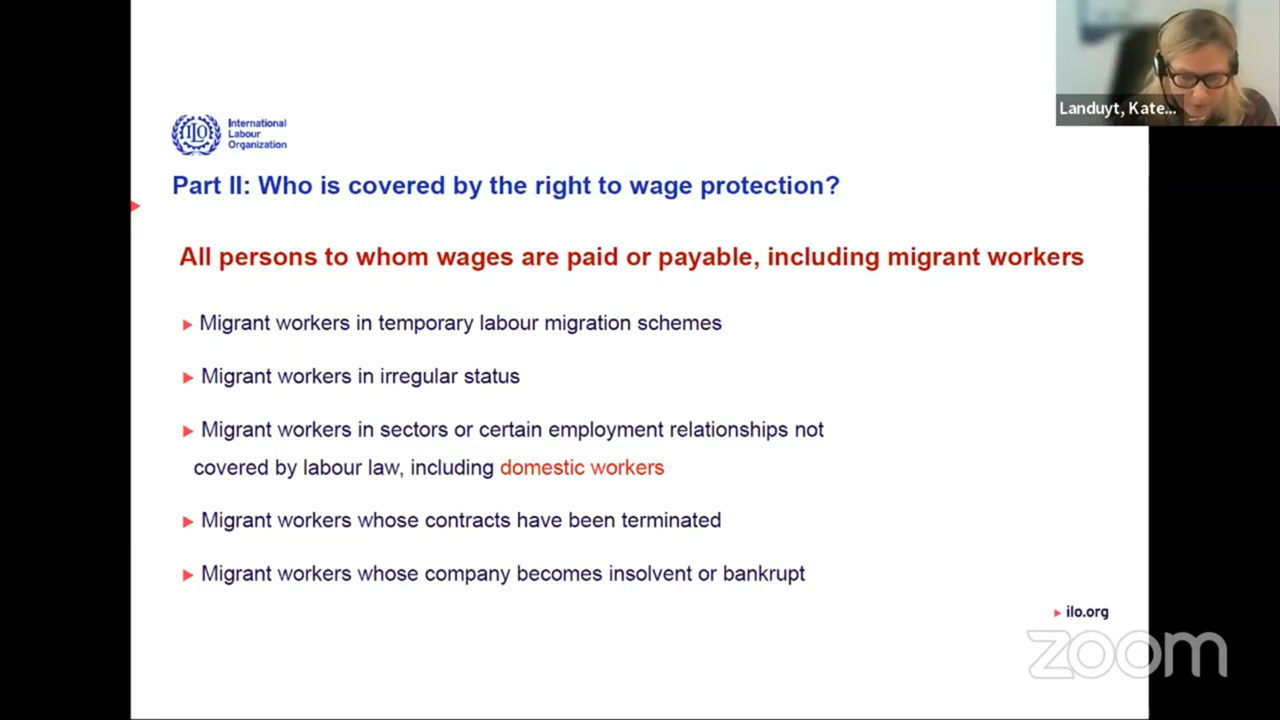 Landuyt, Kate...
ILO
International
Labour
Organization
Part II: Who is covered by the right to wage protection?
All persons to whom wages are paid or payable, including migrant workers
Migrant workers in temporary labour migration schemes
Migrant workers in irregular status
Migrant workers in sectors or certain employment relationships not
covered by labour law, including domestic workers
Migrant workers whose contracts have been terminated
Migrant workers whose company becomes insolvent or bankrupt
ilo.org
zoom